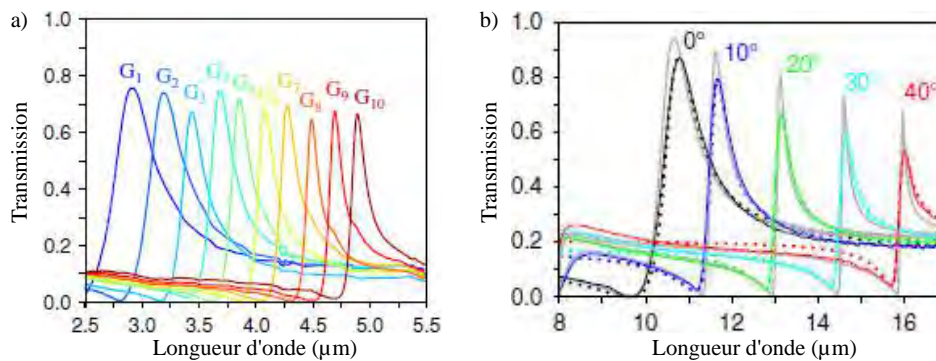 a)
Transmission
1.0
0.8
0.6
0.4
0.2
0.0
G1 G2 G3 G7 G8 G9 G10
2.5 3.0 3.5 4.0 4.5 5.0 5.5
Longueur d'onde (µm)
b)
Transmission
1.0
0.8
0.6
0.4
0.2
0.0
0° 10° 20° 30° 40°
8 10 12 14 16
Longueur d'onde (µm)